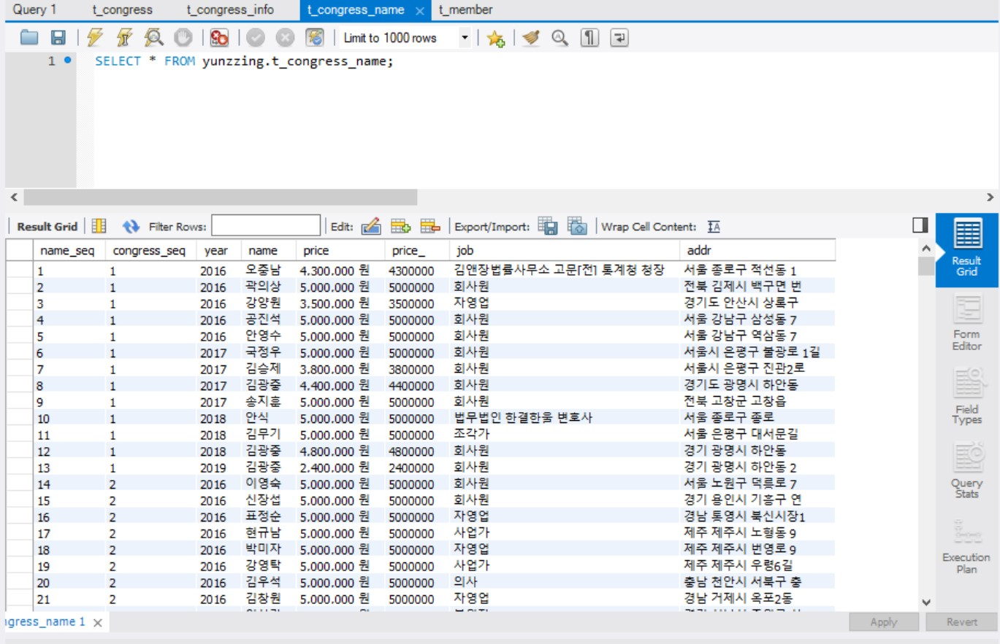 Query 1 t_congress t_congress_info t_congress_name t_member
Limit to 1000 rows
1 SELECT * FROM yunzzing.t_congress_name;
Result Grid Filter Rows: Edit: Export/Import: Wrap Cell Content:
name_seq congress_seq year name price price_ job addr
1 1 2016 오중남 4.300.000 원 4300000 김앤장법률사무소 고문[전] 통계청 청장 서울 종로구 적선동 1
2 1 2016 곽의상 5.000.000 원 5000000 회사원 전북 김제시 백구면 번
3 1 2016 강양원 3.500.000 원 3500000 자영업 경기도 안산시 상록구
4 1 2016 공진석 5.000.000 원 5000000 회사원 서울 강남구 삼성동 7
5 1 2016 안영수 5.000.000 원 5000000 회사원 서울 강남구 역삼동 7
6 1 2017 국정우 5.000.000 원 5000000 회사원 서울시 은평구 불광로 1길
7 1 2017 김승제 3.800.000 원 3800000 회사원 서울시 은평구 진관2로
8 1 2017 김광중 4.400.000 원 4400000 회사원 경기도 광명시 하안동
9 1 2017 송지훈 5.000.000 원 5000000 회사원 전북 고창군 고창읍
10 1 2018 안식 5.000.000 원 5000000 법무법인 한결한울 변호사 서울 종로구 종로
11 1 2018 김무기 5.000.000 원 5000000 조각가 서울 은평구 대서문길
12 1 2018 김광중 4.800.000 원 4800000 회사원 경기 광명시 하안동
13 1 2019 김광중 2.400.000 원 2400000 회사원 경기 광명시 하안동 2
14 2 2016 이영숙 5.000.000 원 5000000 회사원 서울 노원구 덕릉로 7
15 2 2016 신장섭 5.000.000 원 5000000 회사원 경기 용인시 기흥구 연
16 2 2016 표정순 5.000.000 원 5000000 자영업 경남 통영시 북신시장1
17 2 2016 현규남 5.000.000 원 5000000 사업가 제주 제주시 노형동 9
18 2 2016 박미자 5.000.000 원 5000000 자영업 제주 제주시 번영로 9
19 2 2016 강영탁 5.000.000 원 5000000 사업가 제주 제주시 우령6길
20 2 2016 김우석 5.000.000 원 5000000 의사 충남 천안시 서북구 충
21 2 2016 김창원 5.000.000 원 5000000 자영업 경남 거제시 옥포2동
Result
Grid
Form
Editor
Field
Types
Query
Stats
Execution
Plan
ngress_name 1 Apply Revert